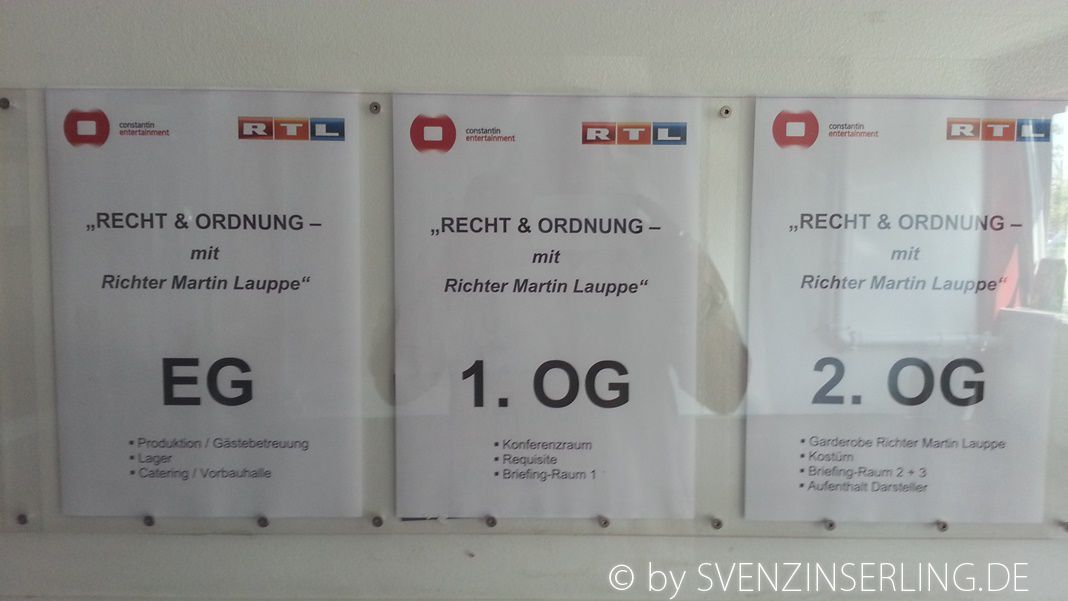 constantin
entertainment
RTL
„RECHT & ORDNUNG –
mit
Richter Martin Lauppe“
EG
▪ Produktion / Gästebetreuung
▪ Lager
▪ Catering / Vorbauhalle
constantin
entertainment
RTL
„RECHT & ORDNUNG –
mit
Richter Martin Lauppe“
1. OG
▪ Konferenzraum
▪ Requisite
▪ Briefing-Raum 1
constantin
entertainment
RTL
„RECHT & ORDNUNG –
mit
Richter Martin Lauppe“
2. OG
▪ Garderobe Richter Martin Lauppe
▪ Kostüm
▪ Briefing-Raum 2 + 3
▪ Aufenthalt Darsteller
© by SVENZINSERLING.DE